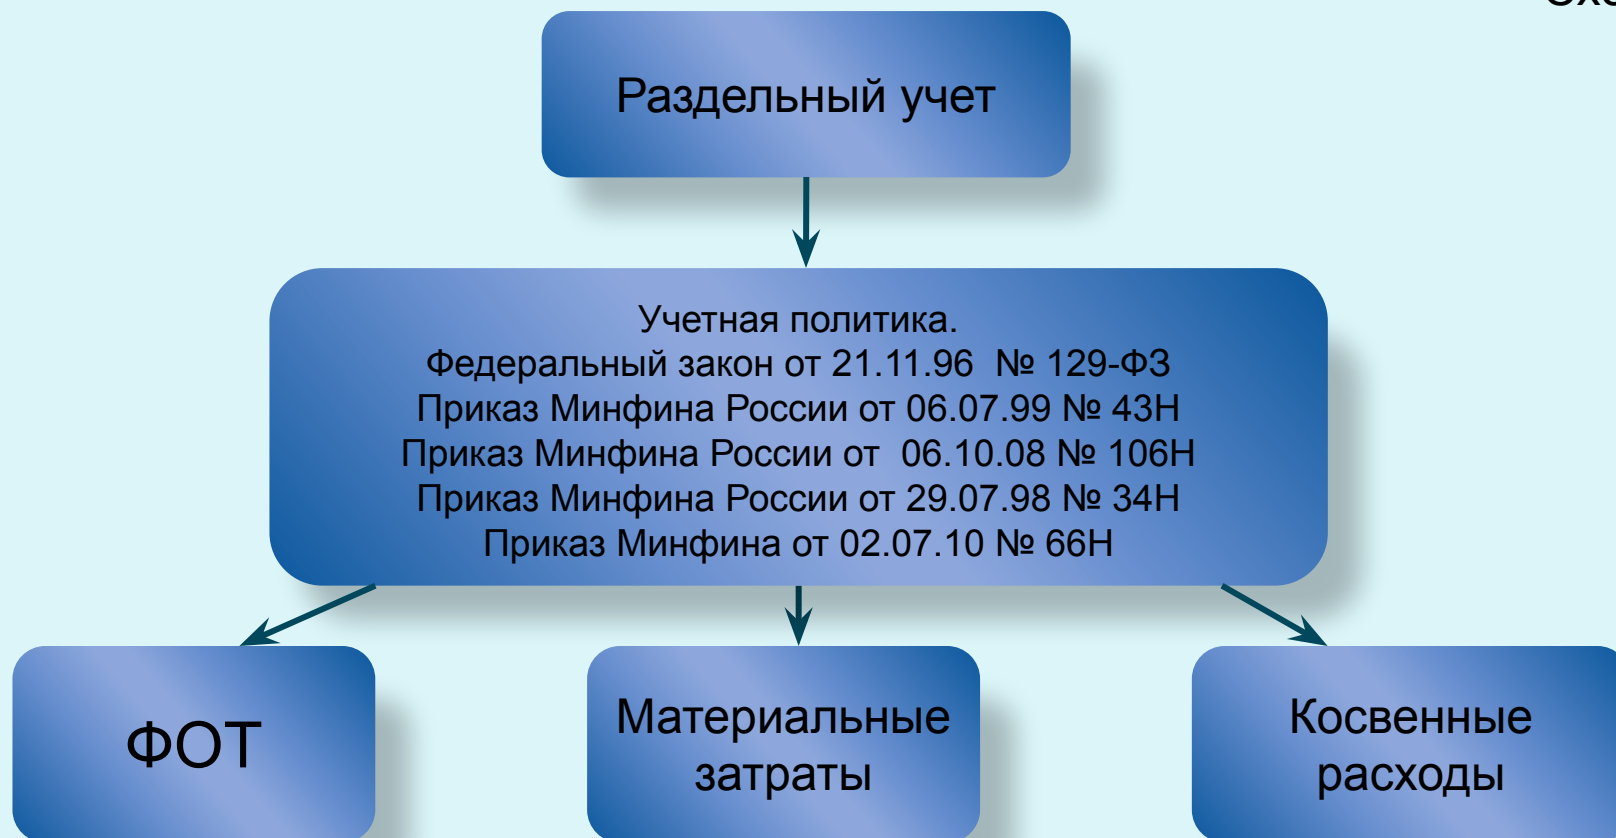 Раздельный учет
Учетная политика.
Федеральный закон от 21.11.96 № 129-ФЗ
Приказ Минфина России от 06.07.99 № 43Н
Приказ Минфина России от 06.10.08 № 106Н
Приказ Минфина России от 29.07.98 № 34Н
Приказ Минфина от 02.07.10 № 66Н
ФОТ
Материальные
затраты
Косвенные
расходы